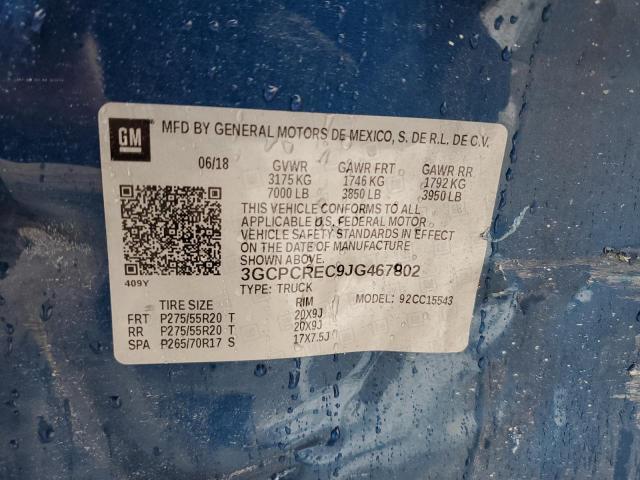 GM
MFD BY GENERAL MOTORS DE MEXICO, S. DE R.L. DE C.V.
06/18 GVWR GAWR FRT GAWR RR
3175 KG 1746 KG 1792 KG
7000 LB 3850 LB 3950 LB
THIS VEHICLE CONFORMS TO ALL
APPLICABLE U.S. FEDERAL MOTOR
VEHICLE SAFETY STANDARDS IN EFFECT
ON THE DATE OF MANUFACTURE
SHOWN ABOVE.
3GCPCREC9JG467902
409Y TYPE: TRUCK
TIRE SIZE RIM MODEL: 92CC15543
FRT P275/55R20 T 20X9J
RR P275/55R20 T 20X9J
SPA P265/70R17 S 17X7.5J